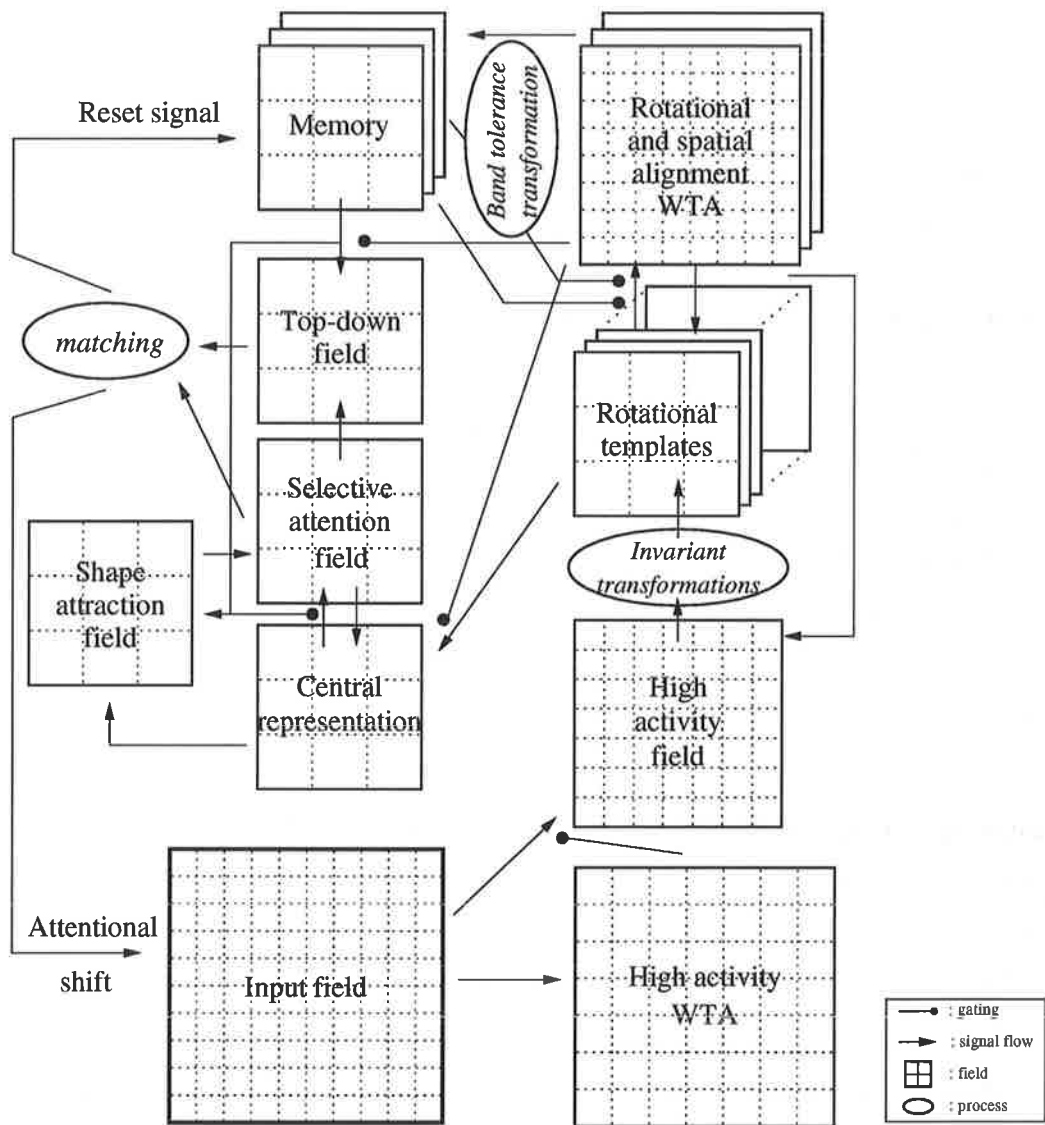 Reset signal
Memory
Band tolerance
transformation
Rotational
and spatial
alignment
WTA
matching
Top-down
field
Rotational
templates
Selective
attention
field
Shape
attraction
field
Invariant
transformations
Central
representation
High
activity
field
Attentional
shift
Input field
High activity
WTA
: gating
: signal flow
: field
: process